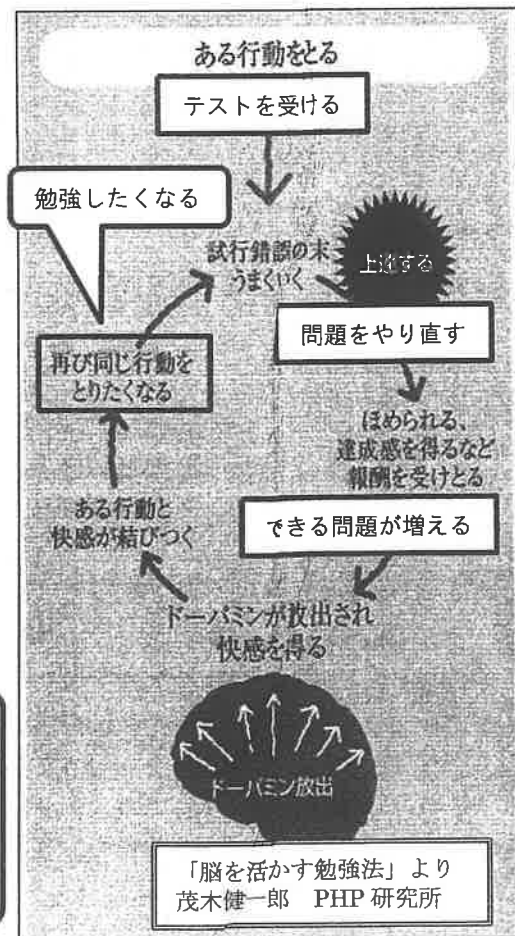 ある行動をとる
テストを受ける
勉強したくなる
試行錯誤の末
うまくいく
上達する
問題をやり直す
再び同じ行動を
とりたくなる
ほめられる、
達成感を得るなど
報酬を受けとる
できる問題が増える
ある行動と
快感が結びつく
ドーパミンが放出され
快感を得る
ドーパミン放出
「脳を活かす勉強法」より
茂木健一郎 PHP 研究所